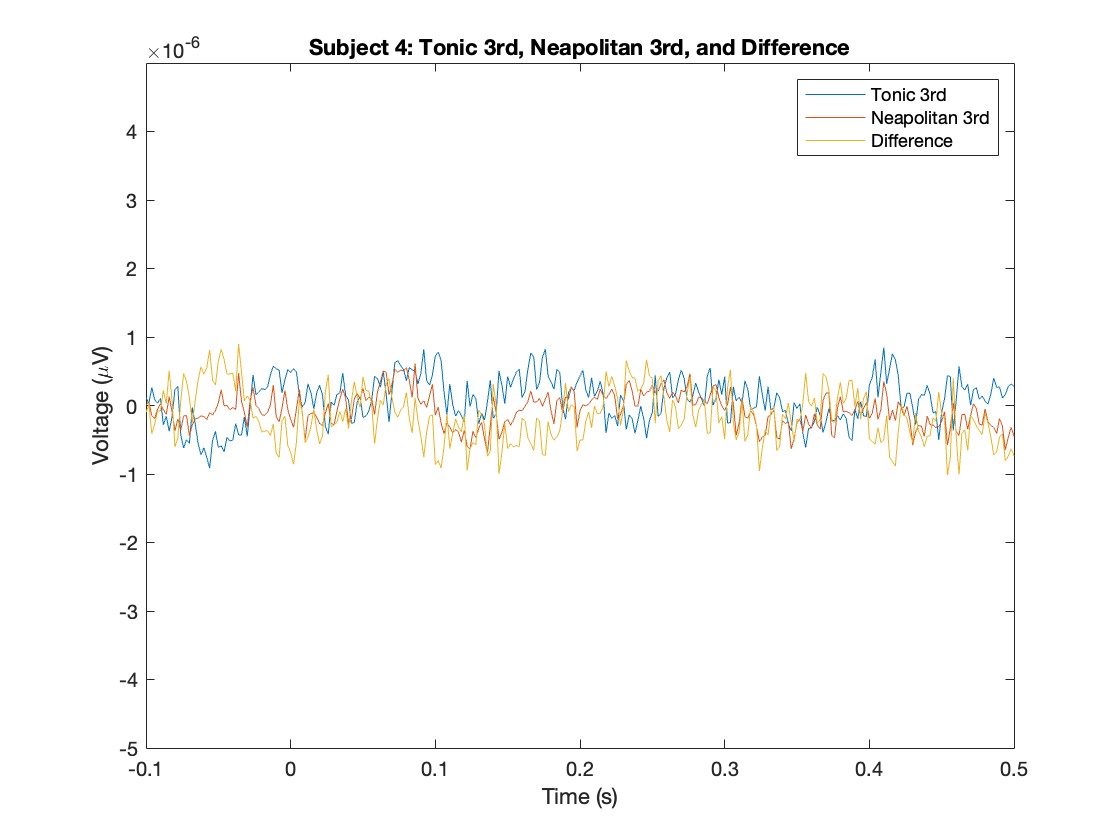 ×10^-6
Subject 4: Tonic 3rd, Neapolitan 3rd, and Difference
Tonic 3rd
Neapolitan 3rd
Difference
4
3
2
1
0
-1
-2
-3
-4
-5
Voltage (μV)
-0.1 0 0.1 0.2 0.3 0.4 0.5
Time (s)